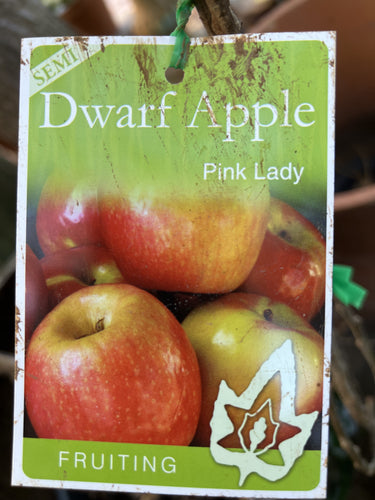 SEMI
Dwarf Apple
Pink Lady
FRUITING